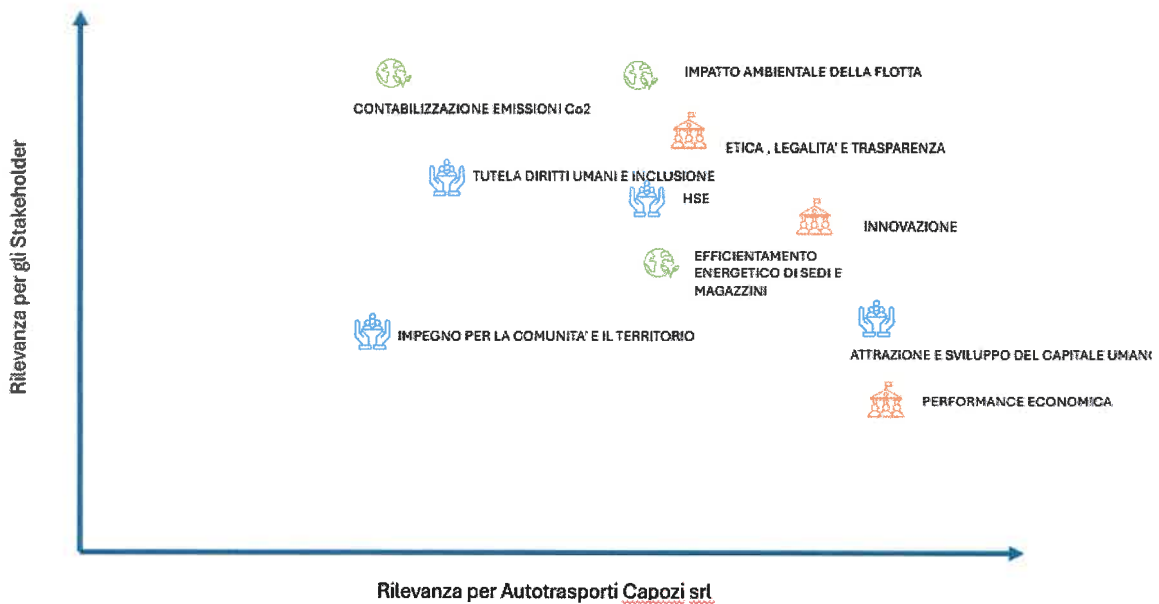 IMPATTO AMBIENTALE DELLA FLOTTA
CONTABILIZZAZIONE EMISSIONI Co2
ETICA , LEGALITA' E TRASPARENZA
TUTELA DIRITTI UMANI E INCLUSIONE
HSE
INNOVAZIONE
EFFICIENTAMENTO
ENERGETICO DI SEDI E
MAGAZZINI
IMPEGNO PER LA COMUNITA' E IL TERRITORIO
ATTRAZIONE E SVILUPPO DEL CAPITALE UMANO
PERFORMANCE ECONOMICA
Rilevanza per gli Stakeholder
Rilevanza per Autotrasporti Capozi srl